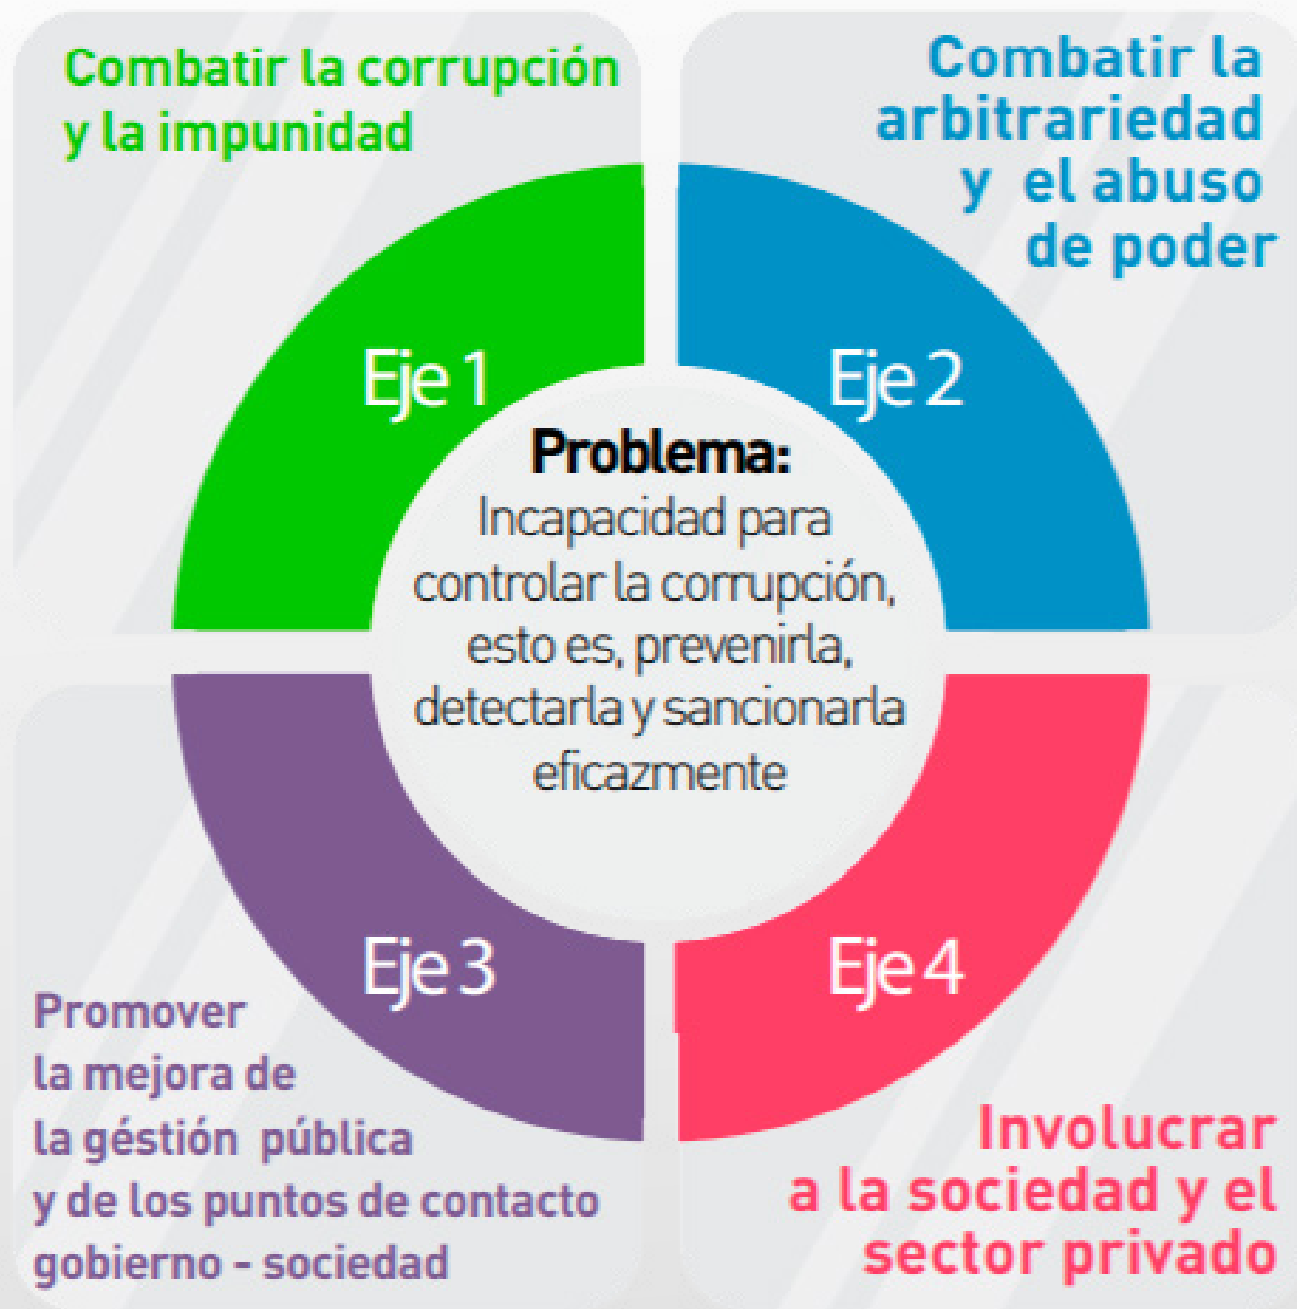 Combatir la corrupción
y la impunidad
Combatir la
arbitrariedad
y el abuso
de poder
Eje 1
Eje 2
Problema:
Incapacidad para
controlar la corrupción,
esto es, prevenirla,
detectarla y sancionarla
eficazmente
Eje 3
Eje 4
Promover
la mejora de
la géstión pública
y de los puntos de contacto
gobierno - sociedad
Involucrar
a la sociedad y el
sector privado